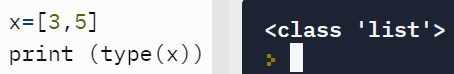 x=[3,5]
print (type(x))
<class 'list'>
>